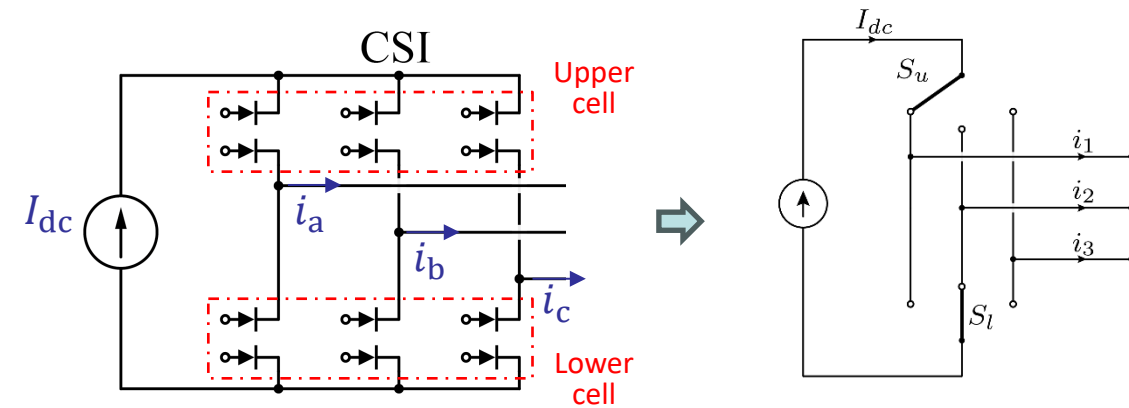 CSI
Upper
cell
I_dc
i_a
i_b
i_c
Lower
cell
I_dc
S_u
i_1
i_2
i_3
S_l